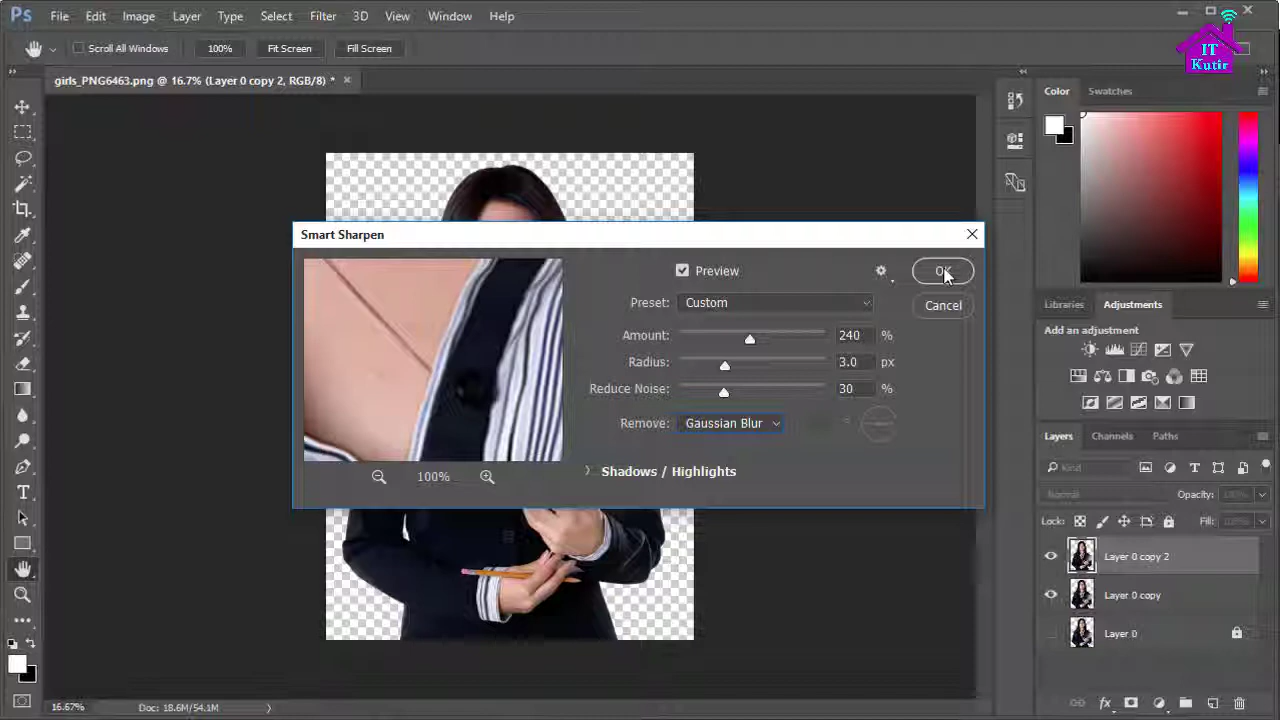 Ps File Edit Image Layer Type Select Filter 3D View Window Help
Scroll All Windows 100% Fit Screen Fill Screen
IT
Kutir
girls_PNG6463.png @ 16.7% (Layer 0 copy 2, RGB/8) *
Color Swatches
Smart Sharpen
Preview OK
Preset: Custom Cancel
Amount: 240 %
Radius: 3.0 px
Reduce Noise: 30 %
Remove: Gaussian Blur
Shadows / Highlights
100%
Libraries Adjustments
Add an adjustment
Layers Channels Paths
Kind
Normal Opacity: 100%
Lock: Fill: 100%
Layer 0 copy 2
Layer 0 copy
Layer 0
16.67% Doc: 18.6M/54.1M